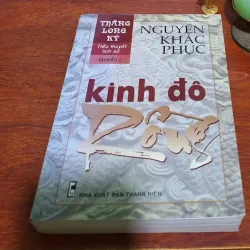 THĂNG
LONG
KÝ
Tiểu thuyết
lịch sử
Quyển I
NGUYỄN
KHẮC
PHỤC
kinh đô
Rồng
NHÀ XUẤT BẢN THANH NIÊN